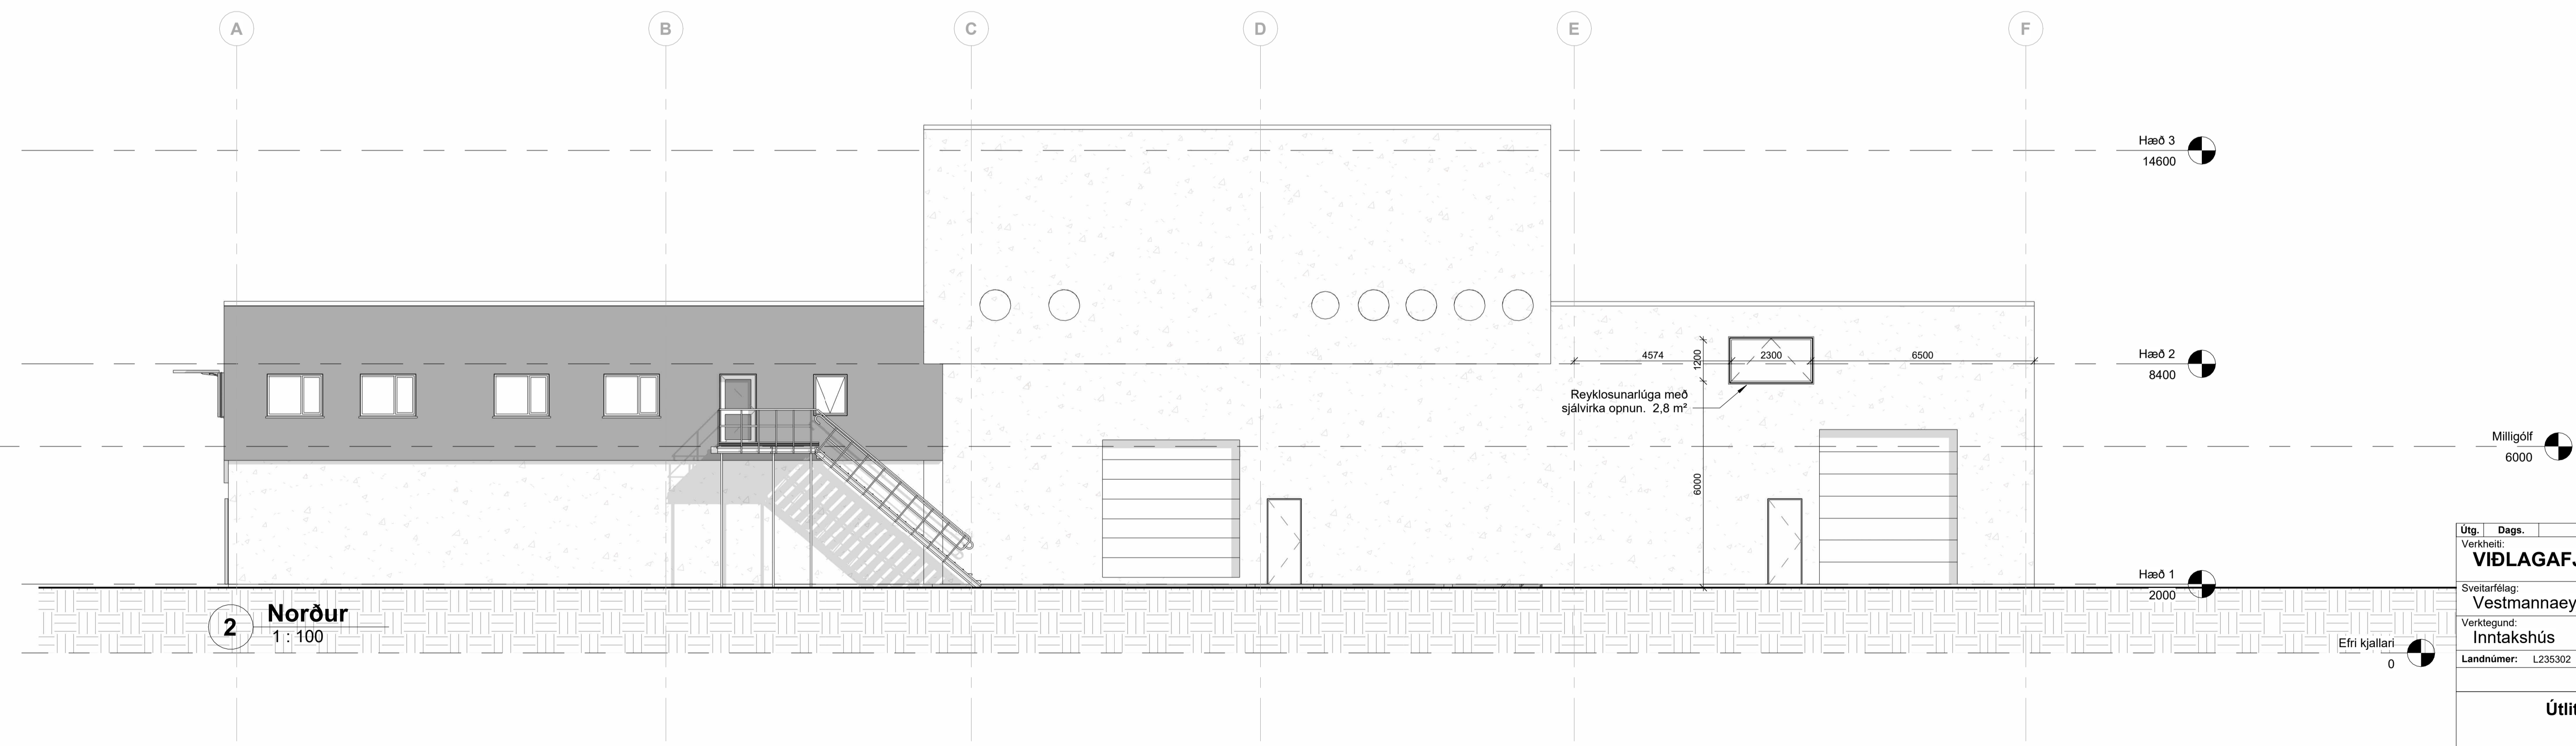 A B C D E F
Hæð 3
14600
4574 1200 2300 6500
Hæð 2
8400
Reyklosunarlúga með
sjálvirka opnun. 2,8 m²
Milligólf
6000
6000
Útg. Dags.
Verkheiti:
VIÐLAGAFJ
Hæð 1
2000
Sveitarfélag:
Vestmannaey
2 Norður
1 : 100
Verktegund:
Inntakshús
Efri kjallari
0
Landnúmer: L235302
Útlit